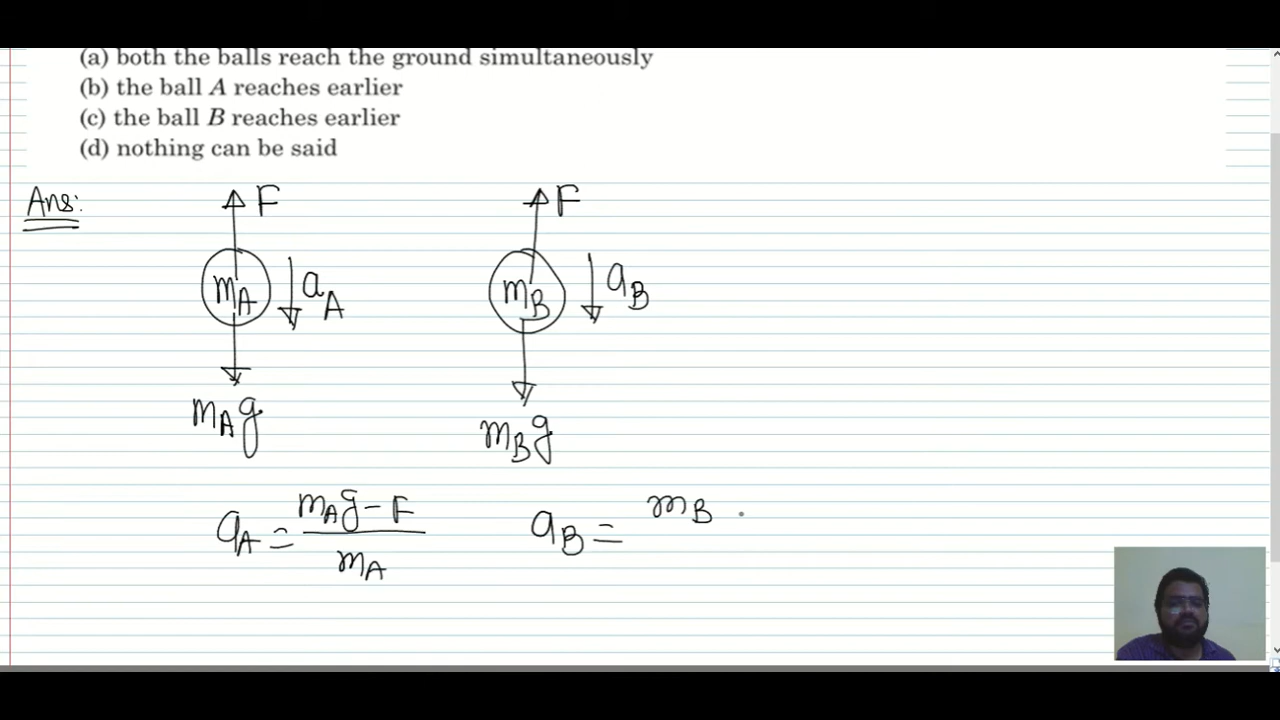 (a) both the balls reach the ground simultaneously
(b) the ball A reaches earlier
(c) the ball B reaches earlier
(d) nothing can be said
Ans:
F
F
mA
aA
mB
aB
mAg
mBg
aA = mAg - F / mA
aB = mB